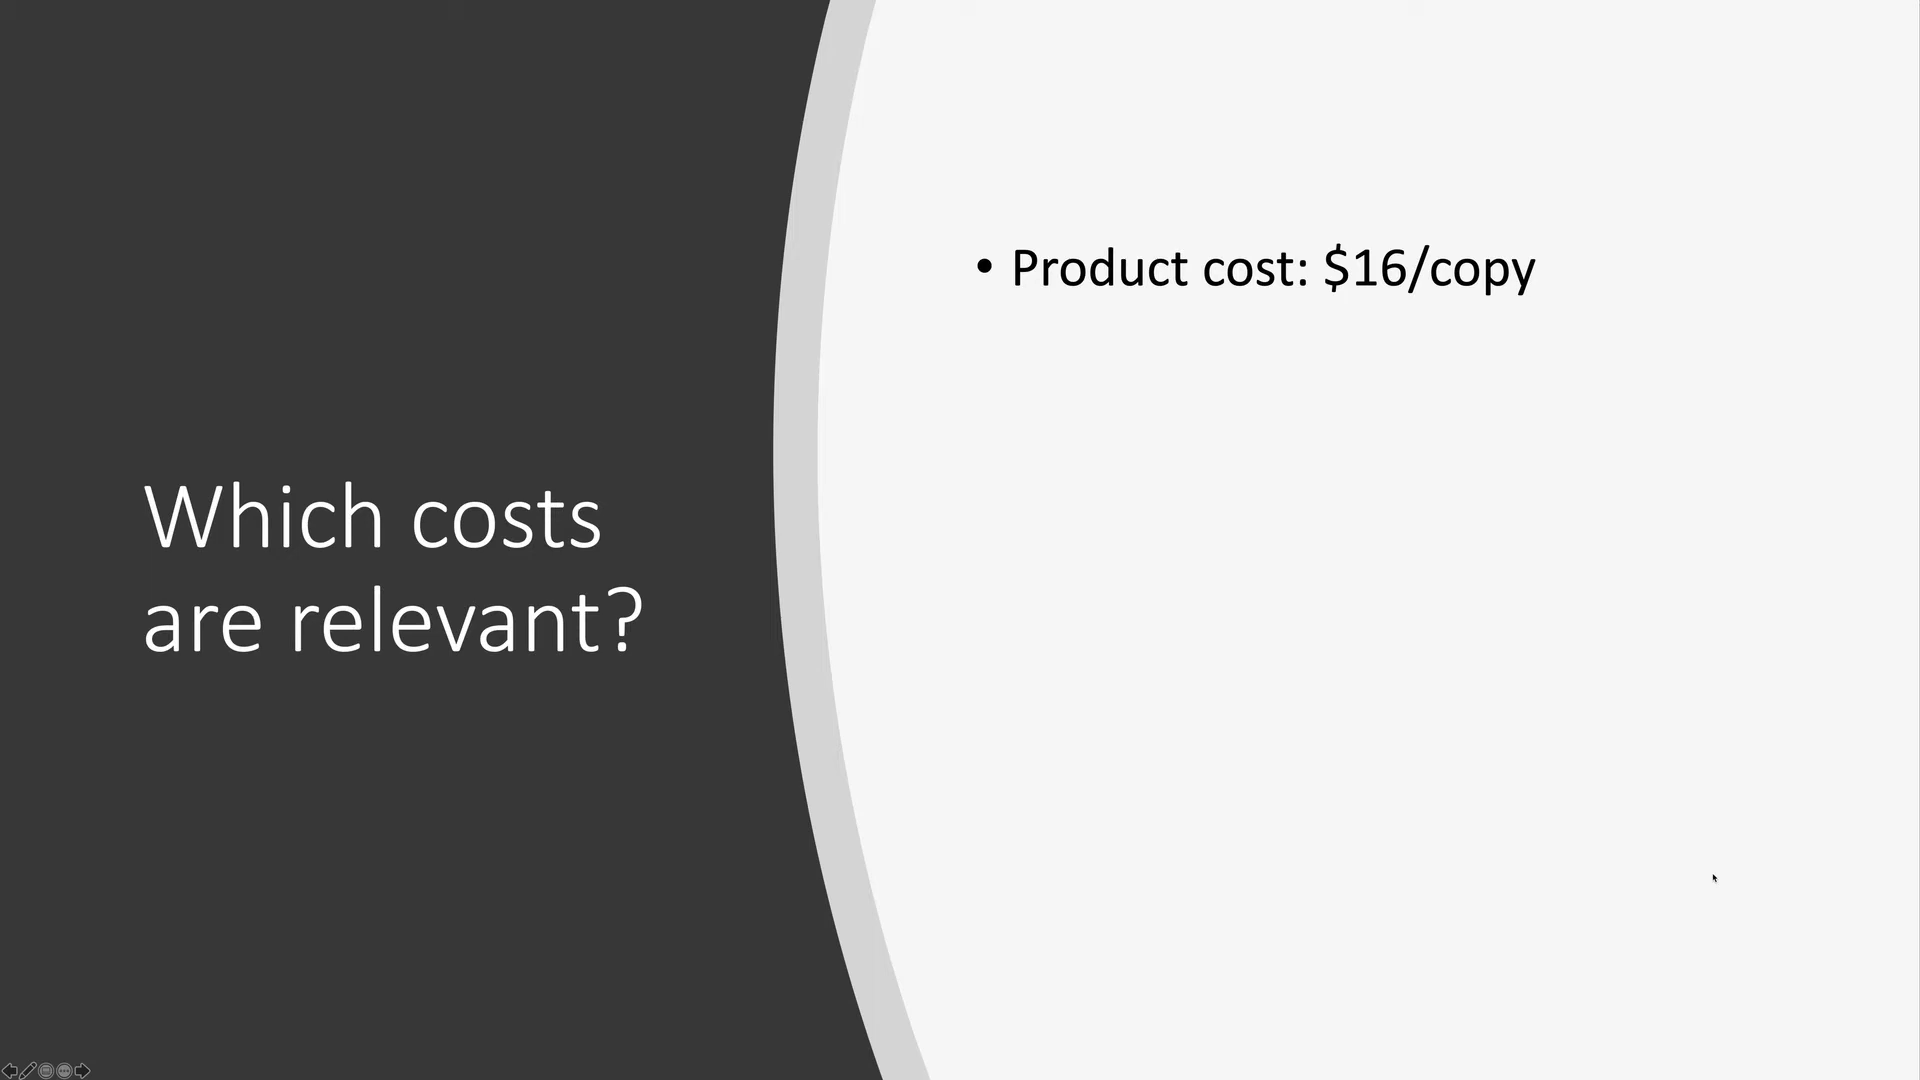 Which costs
are relevant?
• Product cost: $16/copy